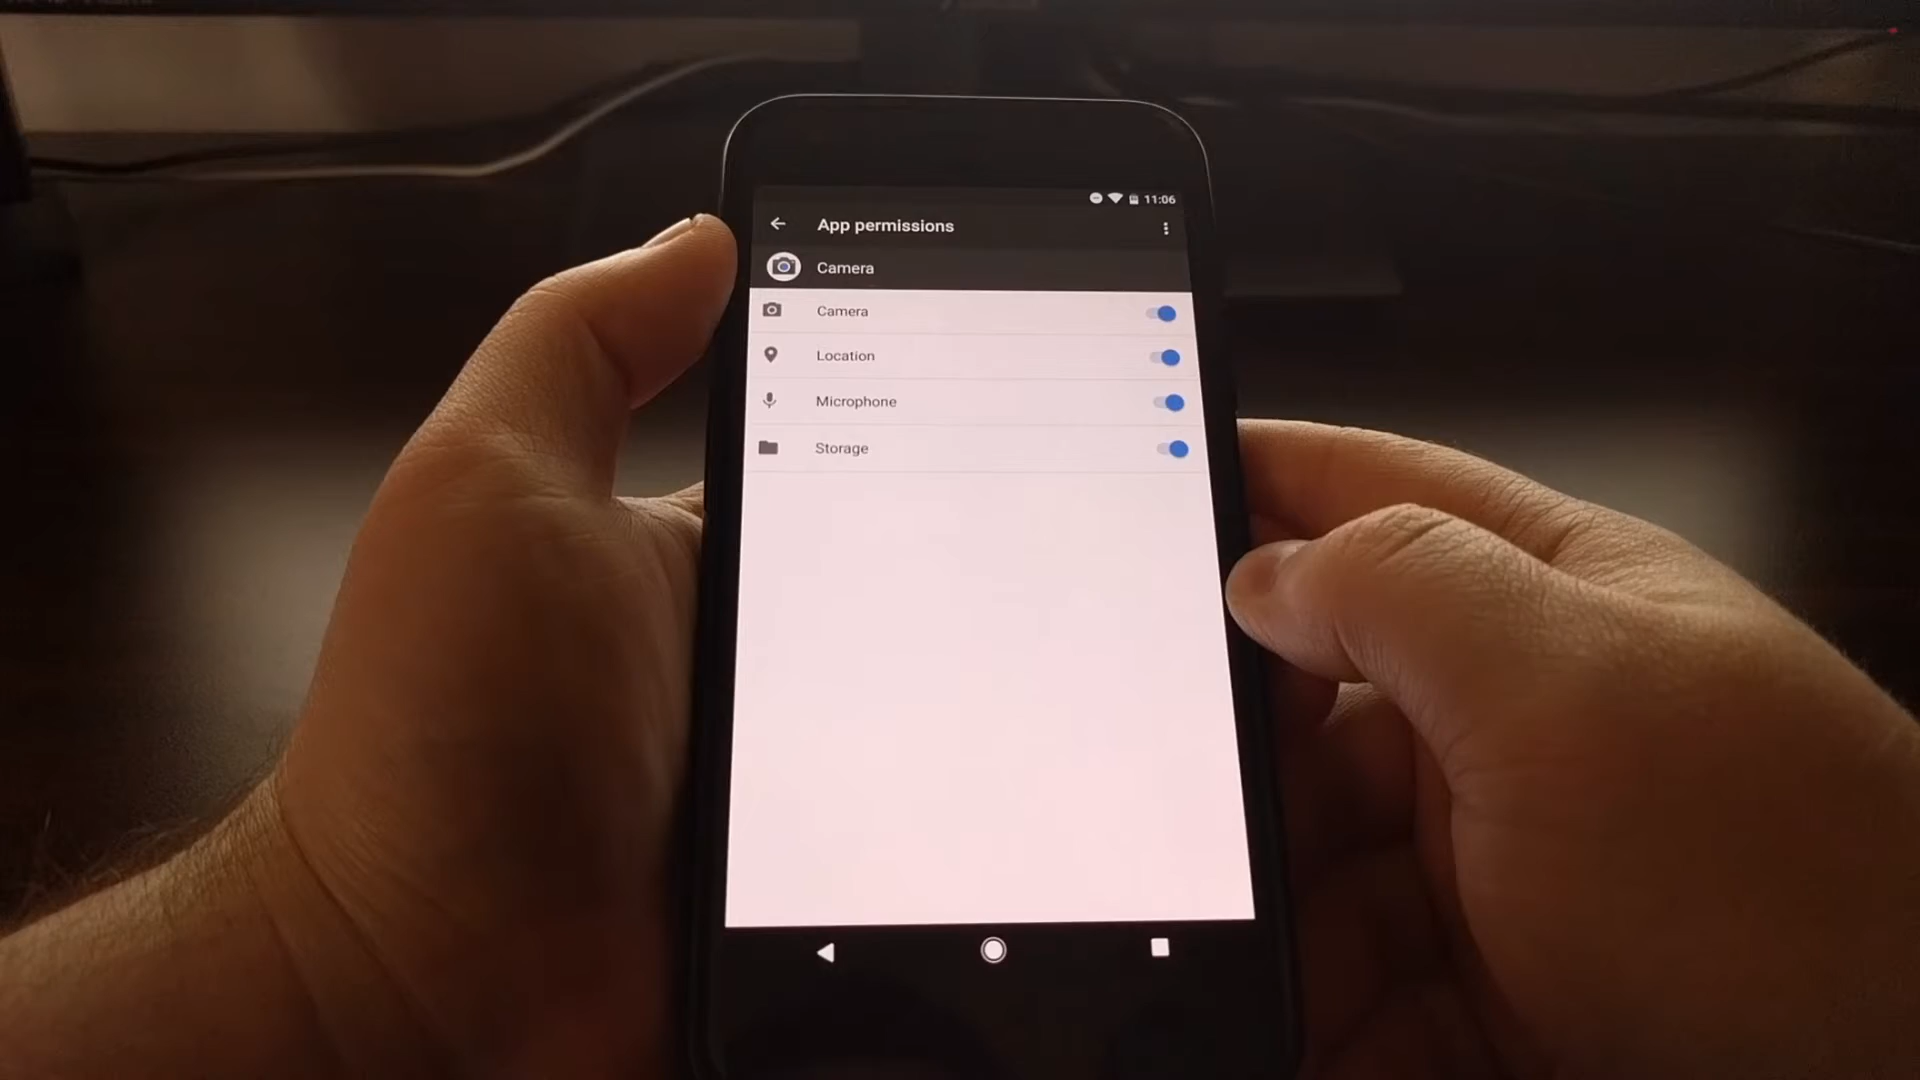 11:06
App permissions
Camera
Camera
Location
Microphone
Storage